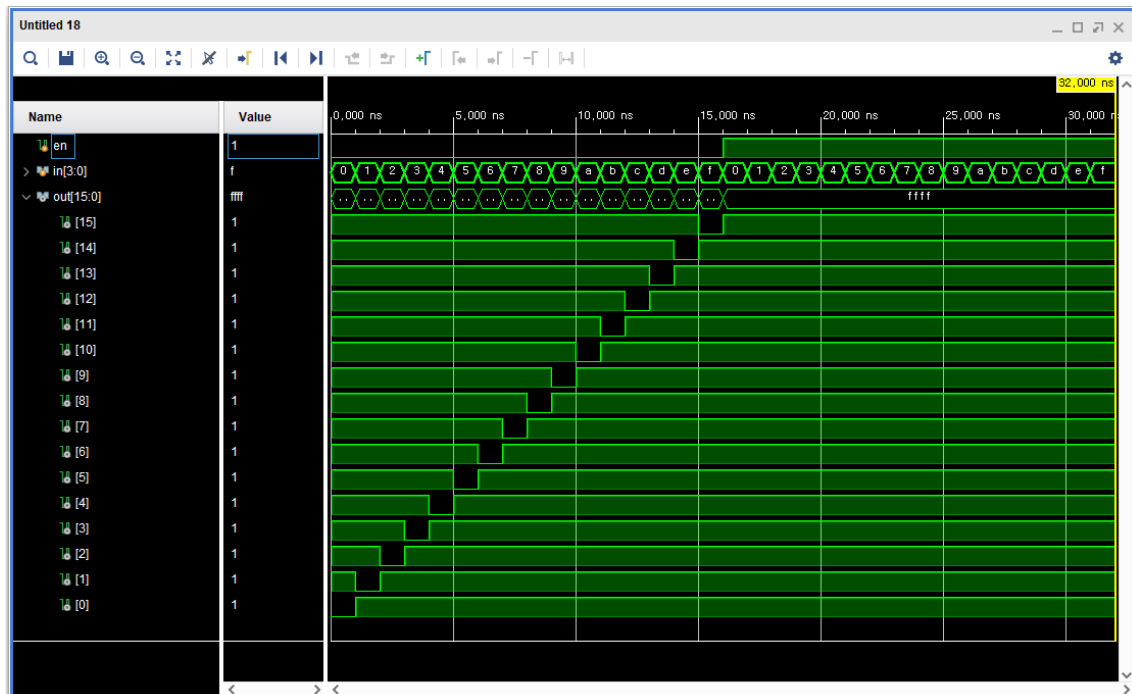 Untitled 18
32,000 ns
Name Value 0,000 ns 5,000 ns 10,000 ns 15,000 ns 20,000 ns 25,000 ns 30,000
en 1
in[3:0] f 0 1 2 3 4 5 6 7 8 9 a b c d e f 0 1 2 3 4 5 6 7 8 9 a b c d e f
out[15:0] ffff .. .. .. .. .. .. .. .. .. .. .. .. .. .. .. .. ffff
[15] 1
[14] 1
[13] 1
[12] 1
[11] 1
[10] 1
[9] 1
[8] 1
[7] 1
[6] 1
[5] 1
[4] 1
[3] 1
[2] 1
[1] 1
[0] 1